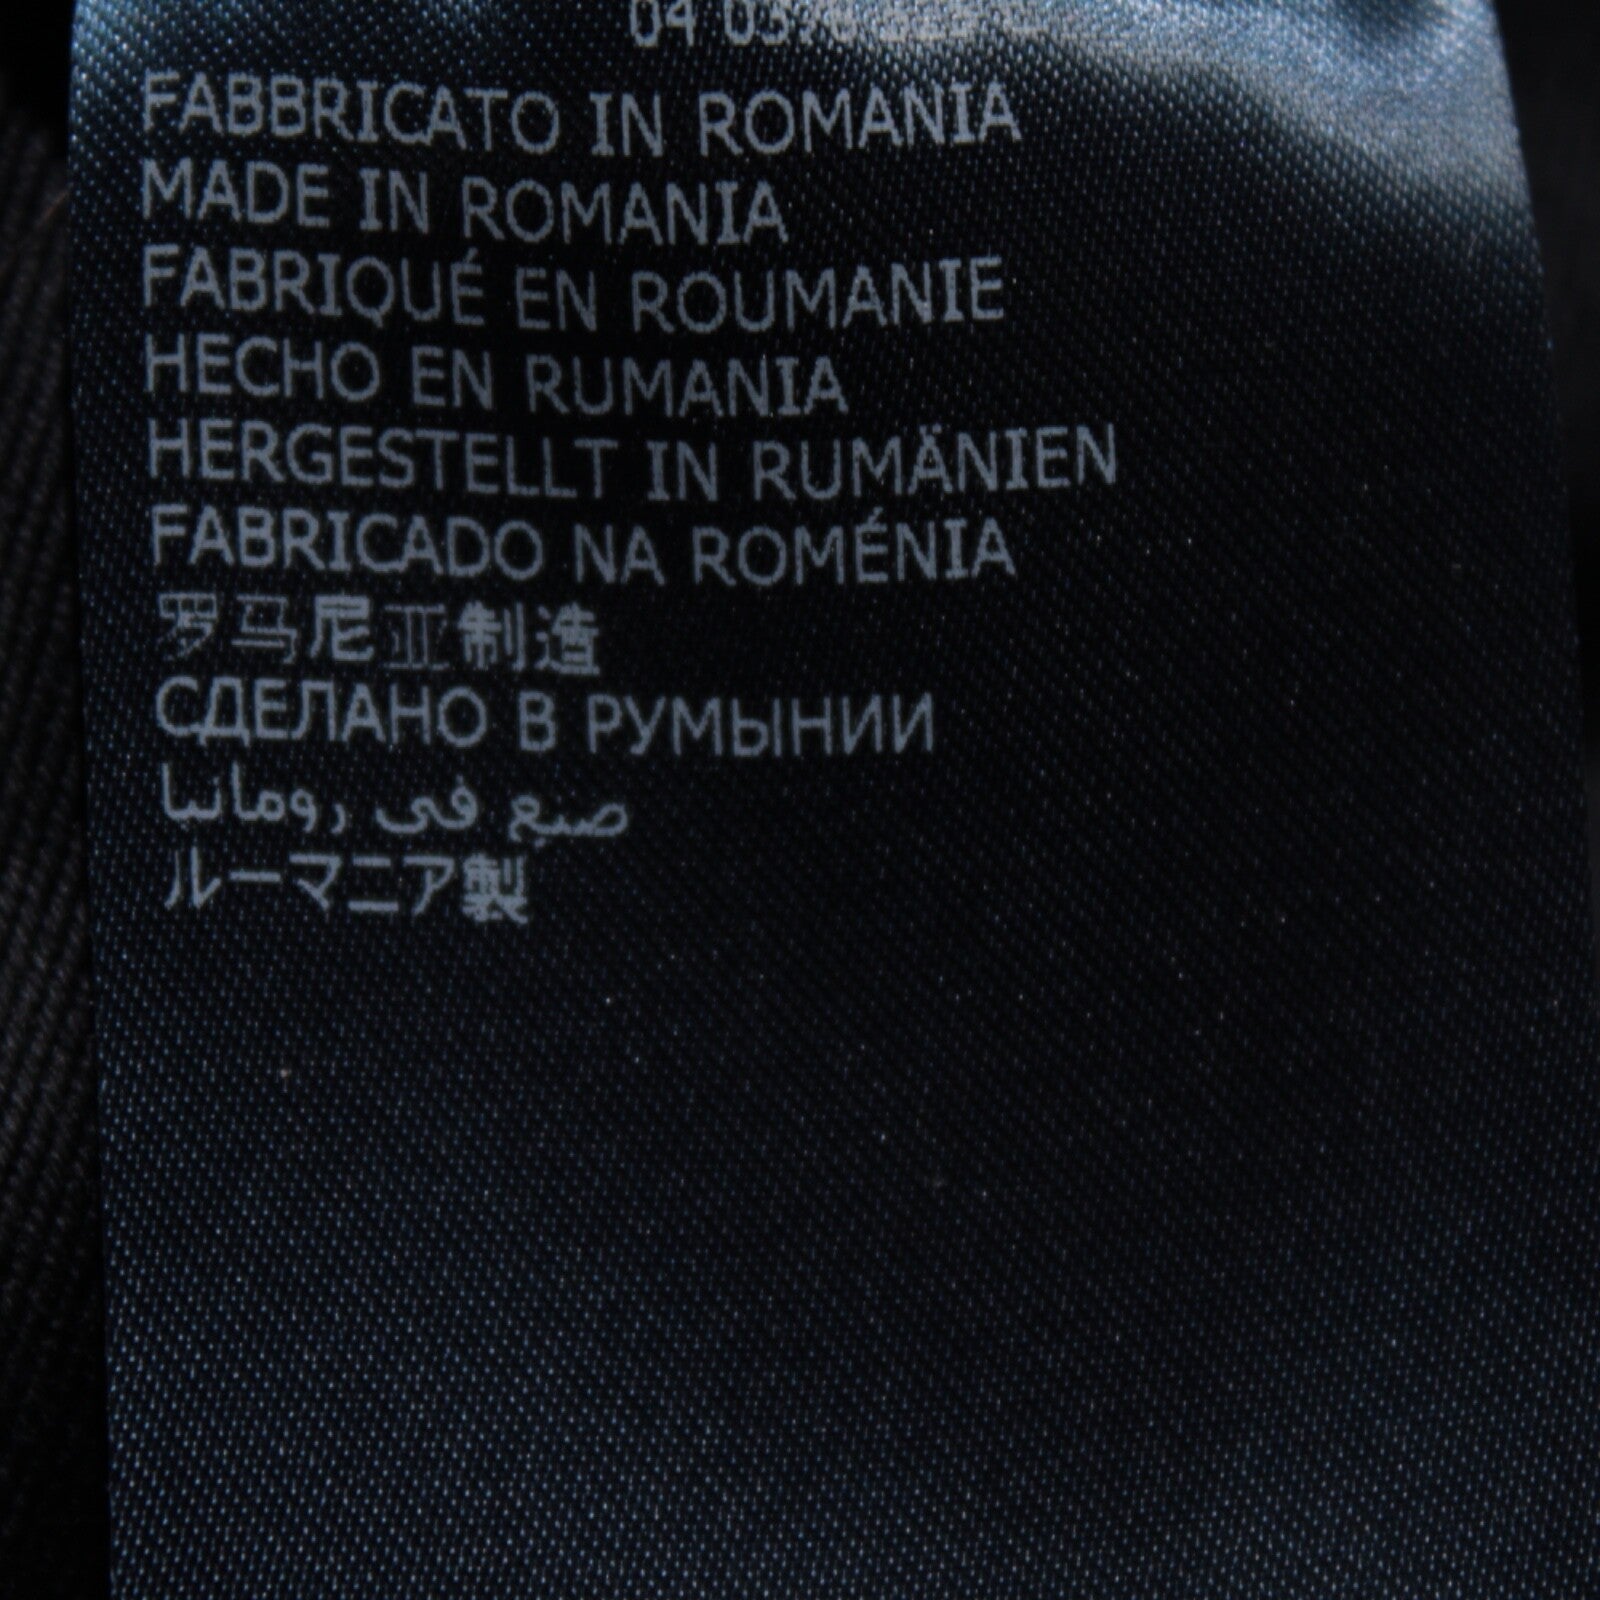 04
FABBRICATO IN ROMANIA
MADE IN ROMANIA
FABRIQUÉ EN ROUMANIE
HECHO EN RUMANIA
HERGESTELLT IN RUMÄNIEN
FABRICADO NA ROMÉNIA
罗马尼亚制造
СДЕЛАНО В РУМЫНИИ
صنع في رومانيا
ルーマニア製